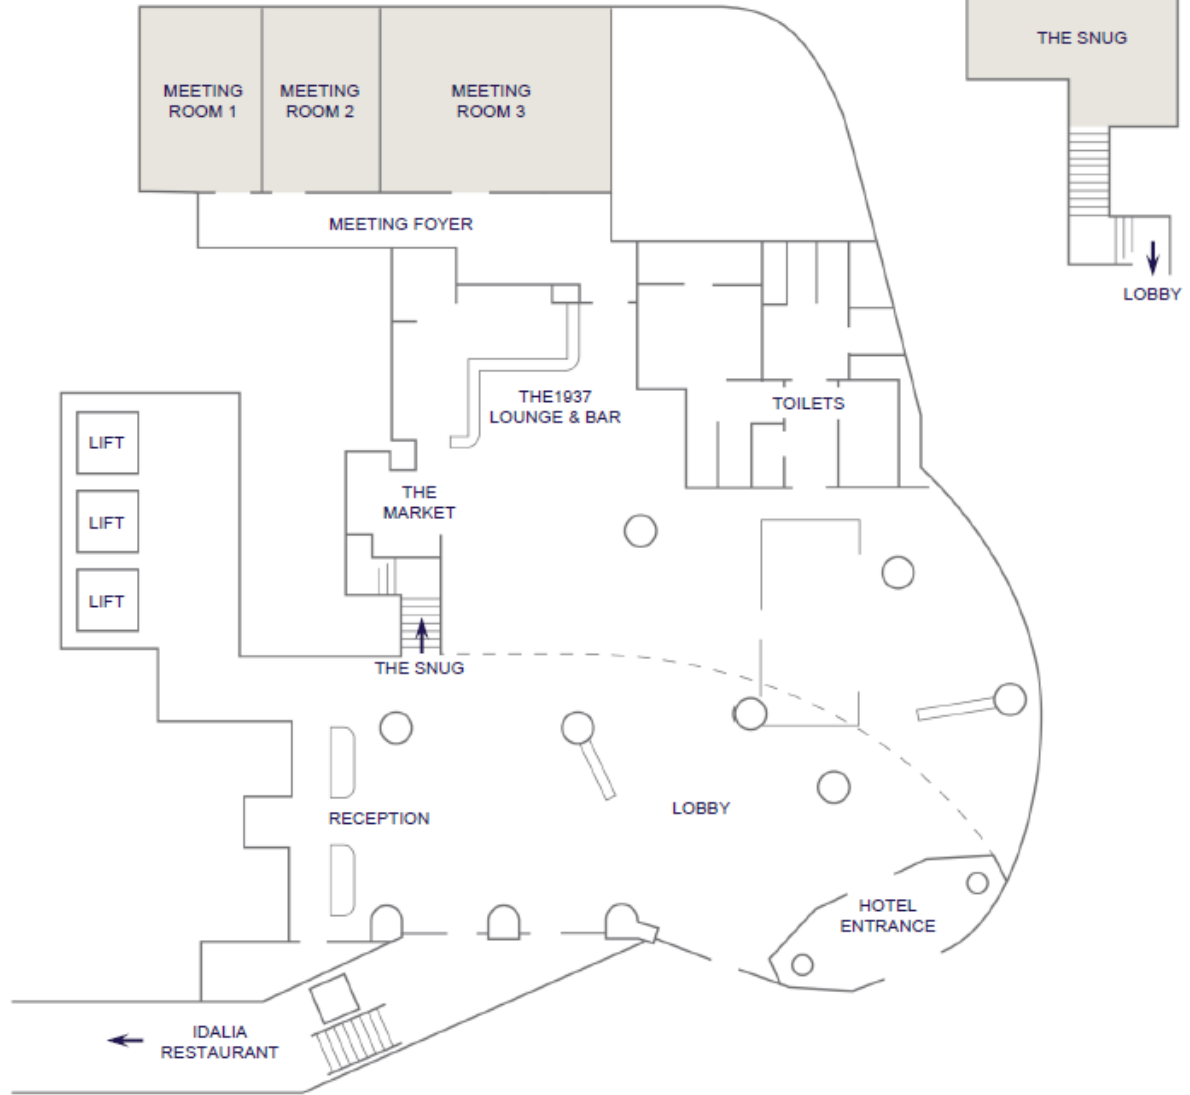 THE SNUG
MEETING
ROOM 1
MEETING
ROOM 2
MEETING
ROOM 3
MEETING FOYER
LOBBY
THE1937
LOUNGE & BAR
TOILETS
LIFT
THE
MARKET
LIFT
LIFT
THE SNUG
RECEPTION
LOBBY
HOTEL
ENTRANCE
IDALIA
RESTAURANT